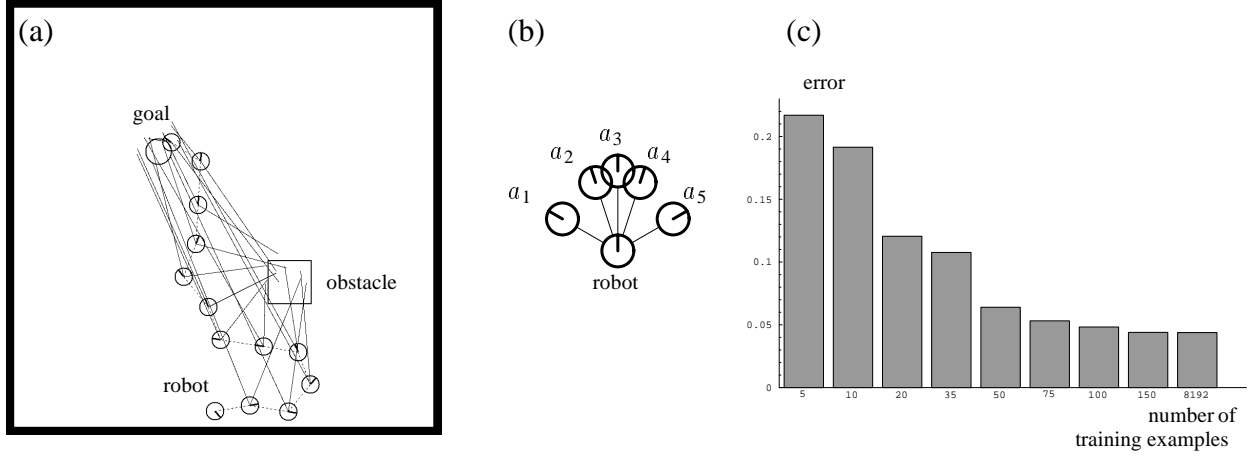 (a)
goal
obstacle
robot
(b)
a1
a2
a3
a4
a5
robot
(c)
error
0.2
0.15
0.1
0.05
0
5 10 20 35 50 75 100 150 8192
number of
training examples